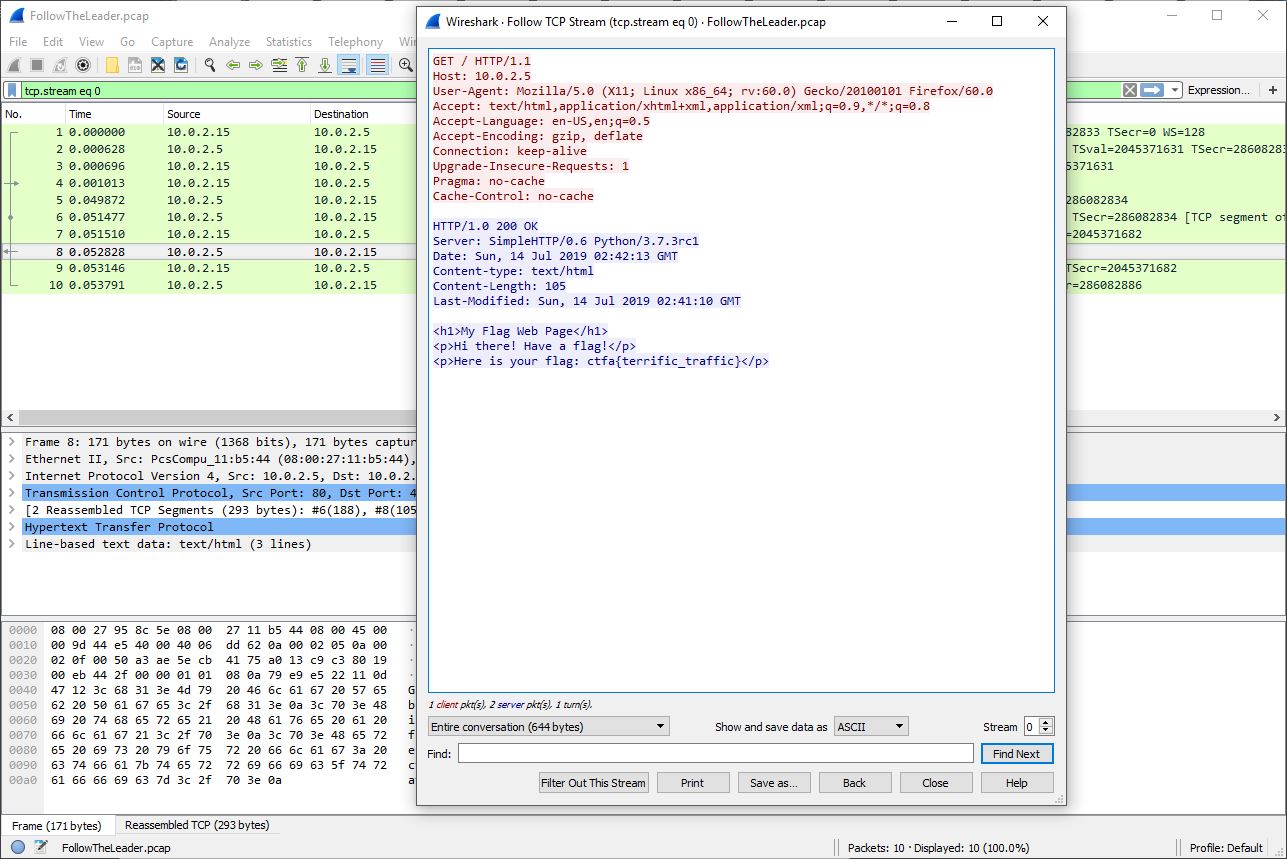 FollowTheLeader.pcap
File Edit View Go Capture Analyze Statistics Telephony
tcp.stream eq 0
Expression... +
No. Time Source Destination
1 0.000000 10.0.2.15 10.0.2.5 82833 TSecr=0 WS=128
2 0.000628 10.0.2.5 10.0.2.15 TSval=2045371631 TSecr=28608283
3 0.000696 10.0.2.15 10.0.2.5 45371631
4 0.001013 10.0.2.15 10.0.2.5
5 0.049872 10.0.2.5 10.0.2.15 286082834
6 0.051477 10.0.2.5 10.0.2.15 TSecr=286082834 [TCP segment of
7 0.051510 10.0.2.15 10.0.2.5 =2045371682
8 0.052828 10.0.2.5 10.0.2.15
9 0.053146 10.0.2.15 10.0.2.5 TSecr=2045371682
10 0.053791 10.0.2.5 10.0.2.15 r=286082886
Frame 8: 171 bytes on wire (1368 bits), 171 bytes captur
Ethernet II, Src: PcsCompu_11:b5:44 (08:00:27:11:b5:44),
Internet Protocol Version 4, Src: 10.0.2.5, Dst: 10.0.2.
Transmission Control Protocol, Src Port: 80, Dst Port: 4
[2 Reassembled TCP Segments (293 bytes): #6(188), #8(105
Hypertext Transfer Protocol
Line-based text data: text/html (3 lines)
0000 08 00 27 95 8c 5e 08 00 27 11 b5 44 08 00 45 00
0010 00 9d 44 e5 40 00 40 06 dd 62 0a 00 02 05 0a 00
0020 02 0f 00 50 a3 ae 5e cb 41 75 a0 13 c9 c3 80 19
0030 00 eb 44 2f 00 00 01 01 08 0a 79 e9 e5 22 11 0d
0040 47 12 3c 68 31 3e 4d 79 20 46 6c 61 67 20 57 65 G
0050 62 20 50 61 67 65 3c 2f 68 31 3e 0a 3c 70 3e 48 b
0060 69 20 74 68 65 72 65 21 20 48 61 76 65 20 61 20 i
0070 66 6c 61 67 21 3c 2f 70 3e 0a 3c 70 3e 48 65 72 f
0080 65 20 69 73 20 79 6f 75 72 20 66 6c 61 67 3a 20 e
0090 63 74 66 61 7b 74 65 72 72 69 66 69 63 5f 74 72 c
00a0 61 66 66 69 63 7d 3c 2f 70 3e 0a a
Frame (171 bytes) Reassembled TCP (293 bytes)
FollowTheLeader.pcap Packets: 10 · Displayed: 10 (100.0%) Profile: Default
Wireshark · Follow TCP Stream (tcp.stream eq 0) · FollowTheLeader.pcap
GET / HTTP/1.1
Host: 10.0.2.5
User-Agent: Mozilla/5.0 (X11; Linux x86_64; rv:60.0) Gecko/20100101 Firefox/60.0
Accept: text/html,application/xhtml+xml,application/xml;q=0.9,*/*;q=0.8
Accept-Language: en-US,en;q=0.5
Accept-Encoding: gzip, deflate
Connection: keep-alive
Upgrade-Insecure-Requests: 1
Pragma: no-cache
Cache-Control: no-cache
HTTP/1.0 200 OK
Server: SimpleHTTP/0.6 Python/3.7.3rc1
Date: Sun, 14 Jul 2019 02:42:13 GMT
Content-type: text/html
Content-Length: 105
Last-Modified: Sun, 14 Jul 2019 02:41:10 GMT
<h1>My Flag Web Page</h1>
<p>Hi there! Have a flag!</p>
<p>Here is your flag: ctfa{terrific_traffic}</p>
1 client pkt(s), 2 server pkt(s), 1 turn(s).
Entire conversation (644 bytes) Show and save data as ASCII Stream 0
Find: Find Next
Filter Out This Stream Print Save as... Back Close Help